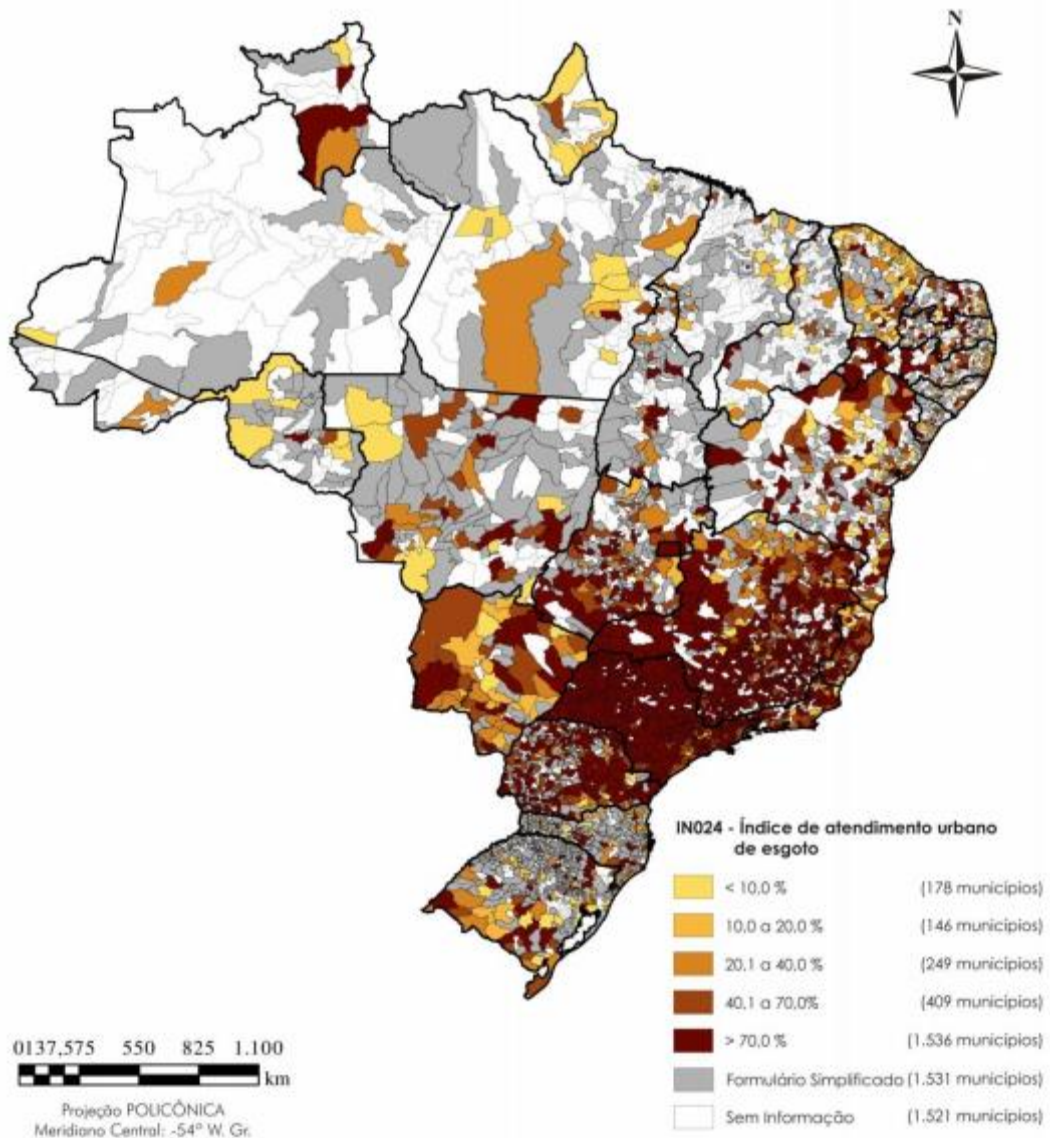 N
IN024 - Índice de atendimento urbano
de esgoto
< 10,0 % (178 municípios)
10,0 a 20,0 % (146 municípios)
20,1 a 40,0 % (249 municípios)
40,1 a 70,0% (409 municípios)
> 70,0 % (1.536 municípios)
Formulário Simplificado (1.531 municípios)
Sem Informação (1.521 municípios)
0137,575 550 825 1.100
km
Projeção POLICÔNICA
Meridiano Central: -54° W. Gr.